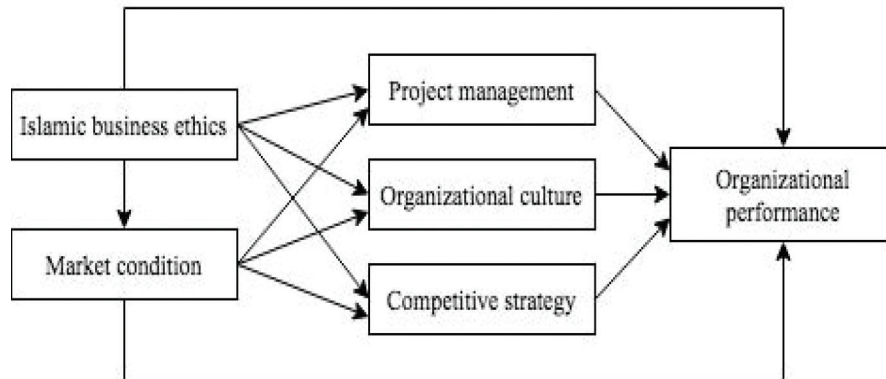 Islamic business ethics
Market condition
Project management
Organizational culture
Competitive strategy
Organizational
performance